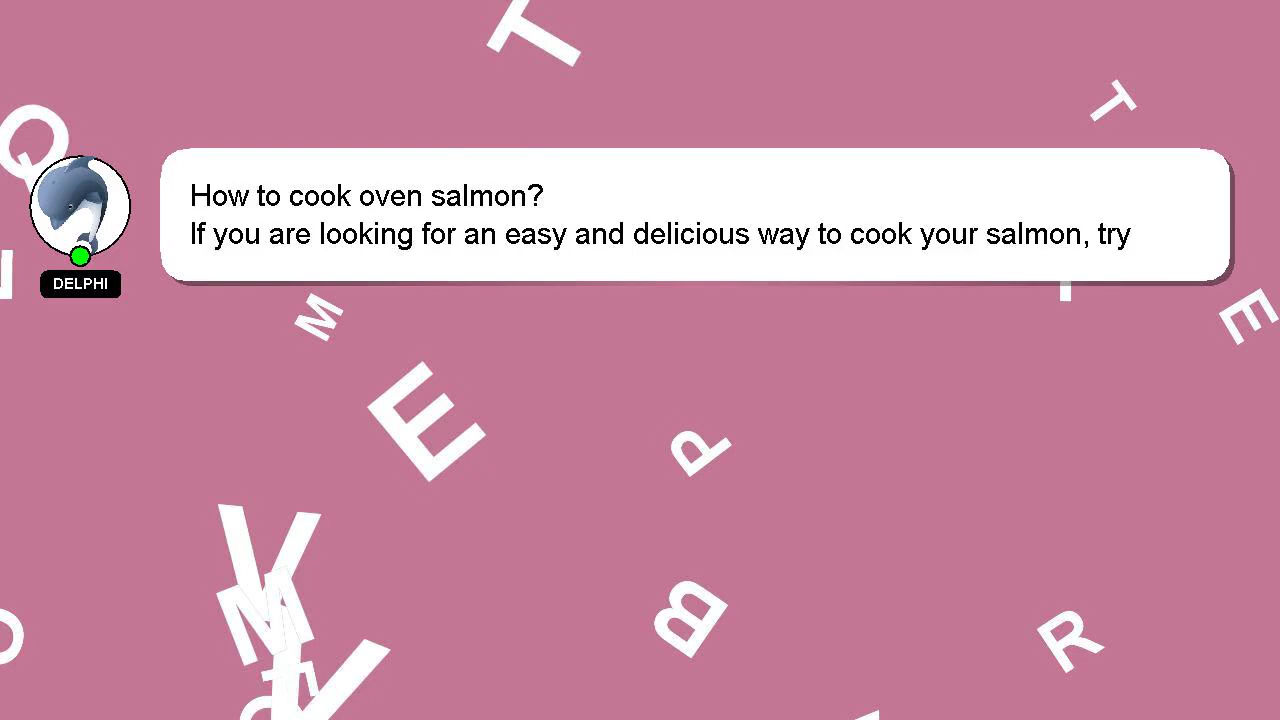 How to cook oven salmon?
If you are looking for an easy and delicious way to cook your salmon, try
DELPHI
T
Q
T
M
E
E
P
V
M
B
R
V